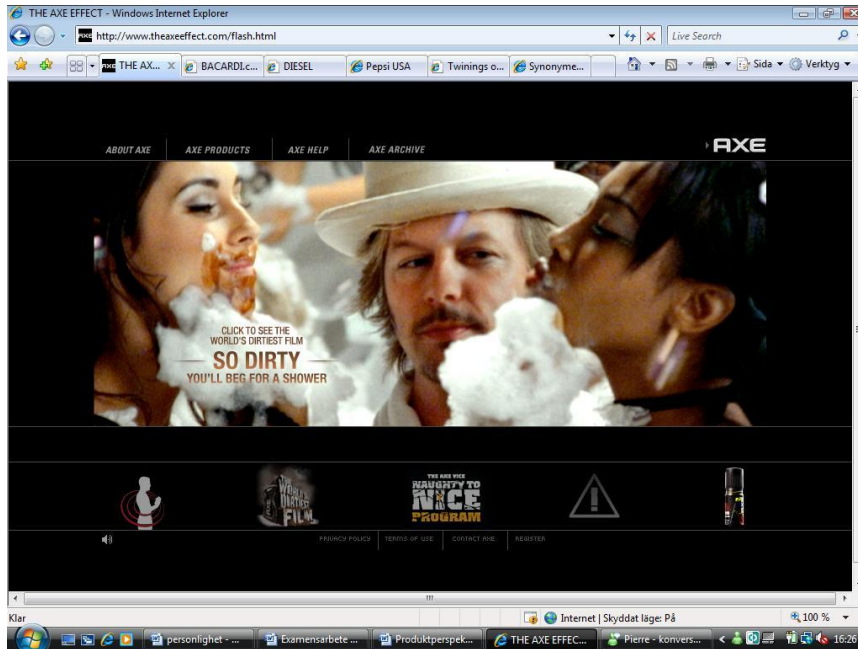 THE AXE EFFECT - Windows Internet Explorer
http://www.theaxeeffect.com/flash.html
Live Search
THE AX...
BACARDI.c...
DIESEL
Pepsi USA
Twinings o...
Synonyme...
Sida
Verktyg
ABOUT AXE
AXE PRODUCTS
AXE HELP
AXE ARCHIVE
AXE
CLICK TO SEE THE
WORLD'S DIRTIEST FILM
SO DIRTY
YOU'LL BEG FOR A SHOWER
THE WORLD'S
DIRTIEST
FILM
THE AXE VICE
NAUGHTY TO
NICE
PROGRAM
PRIVACY POLICY
TERMS OF USE
CONTACT AXE
REGISTER
Klar
Internet | Skyddat läge: På
100 %
personlighet - ...
Examensarbete ...
Produktperspek...
THE AXE EFFEC...
Pierre - konvers...
16:26